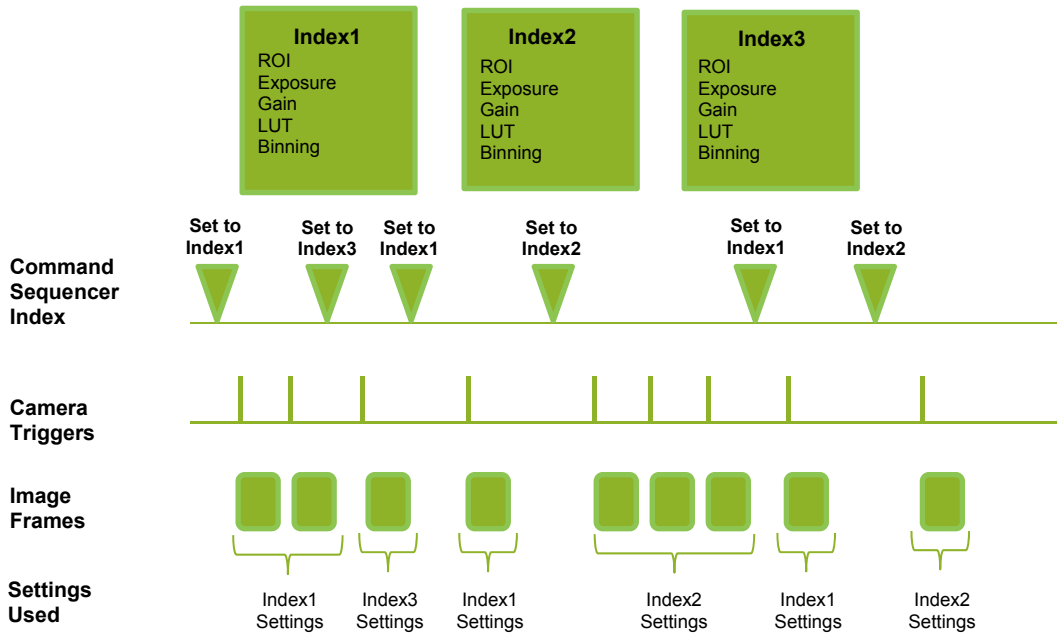 Index1
ROI
Exposure
Gain
LUT
Binning
Index2
ROI
Exposure
Gain
LUT
Binning
Index3
ROI
Exposure
Gain
LUT
Binning
Set to
Index1
Set to
Index3
Set to
Index1
Set to
Index2
Set to
Index1
Set to
Index2
Command
Sequencer
Index
Camera
Triggers
Image
Frames
Settings
Used
Index1
Settings
Index3
Settings
Index1
Settings
Index2
Settings
Index1
Settings
Index2
Settings